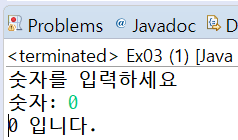 Problems @ Javadoc D
<terminated> Ex03 (1) [Java
숫자를 입력하세요
숫자: 0
0 입니다.